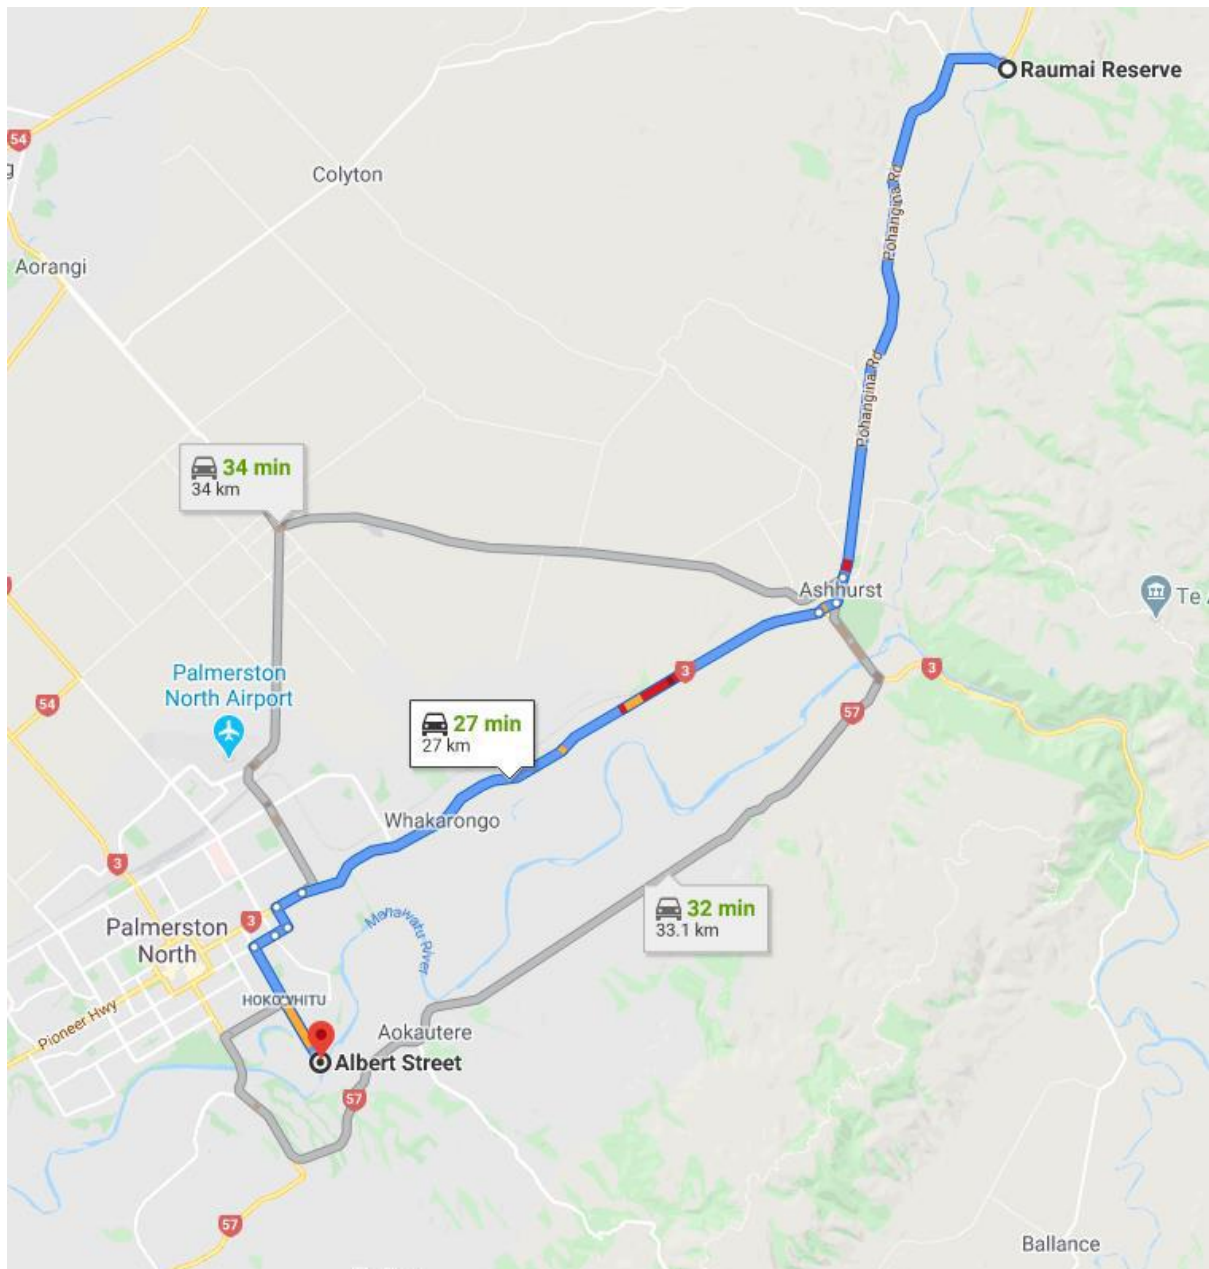 Raumai Reserve
54
g
Colyton
Pohangina Rd
Aorangi
Pohangina Rd
34 min
34 km
Ashhurst
Te
3
3
Palmerston
North Airport
54
57
27 min
27 km
Whakarongo
3
32 min
33.1 km
3
Manawatu River
Palmerston
North
HOKOWHITU
Pioneer Hwy
Aokautere
Albert Street
57
57
Ballance